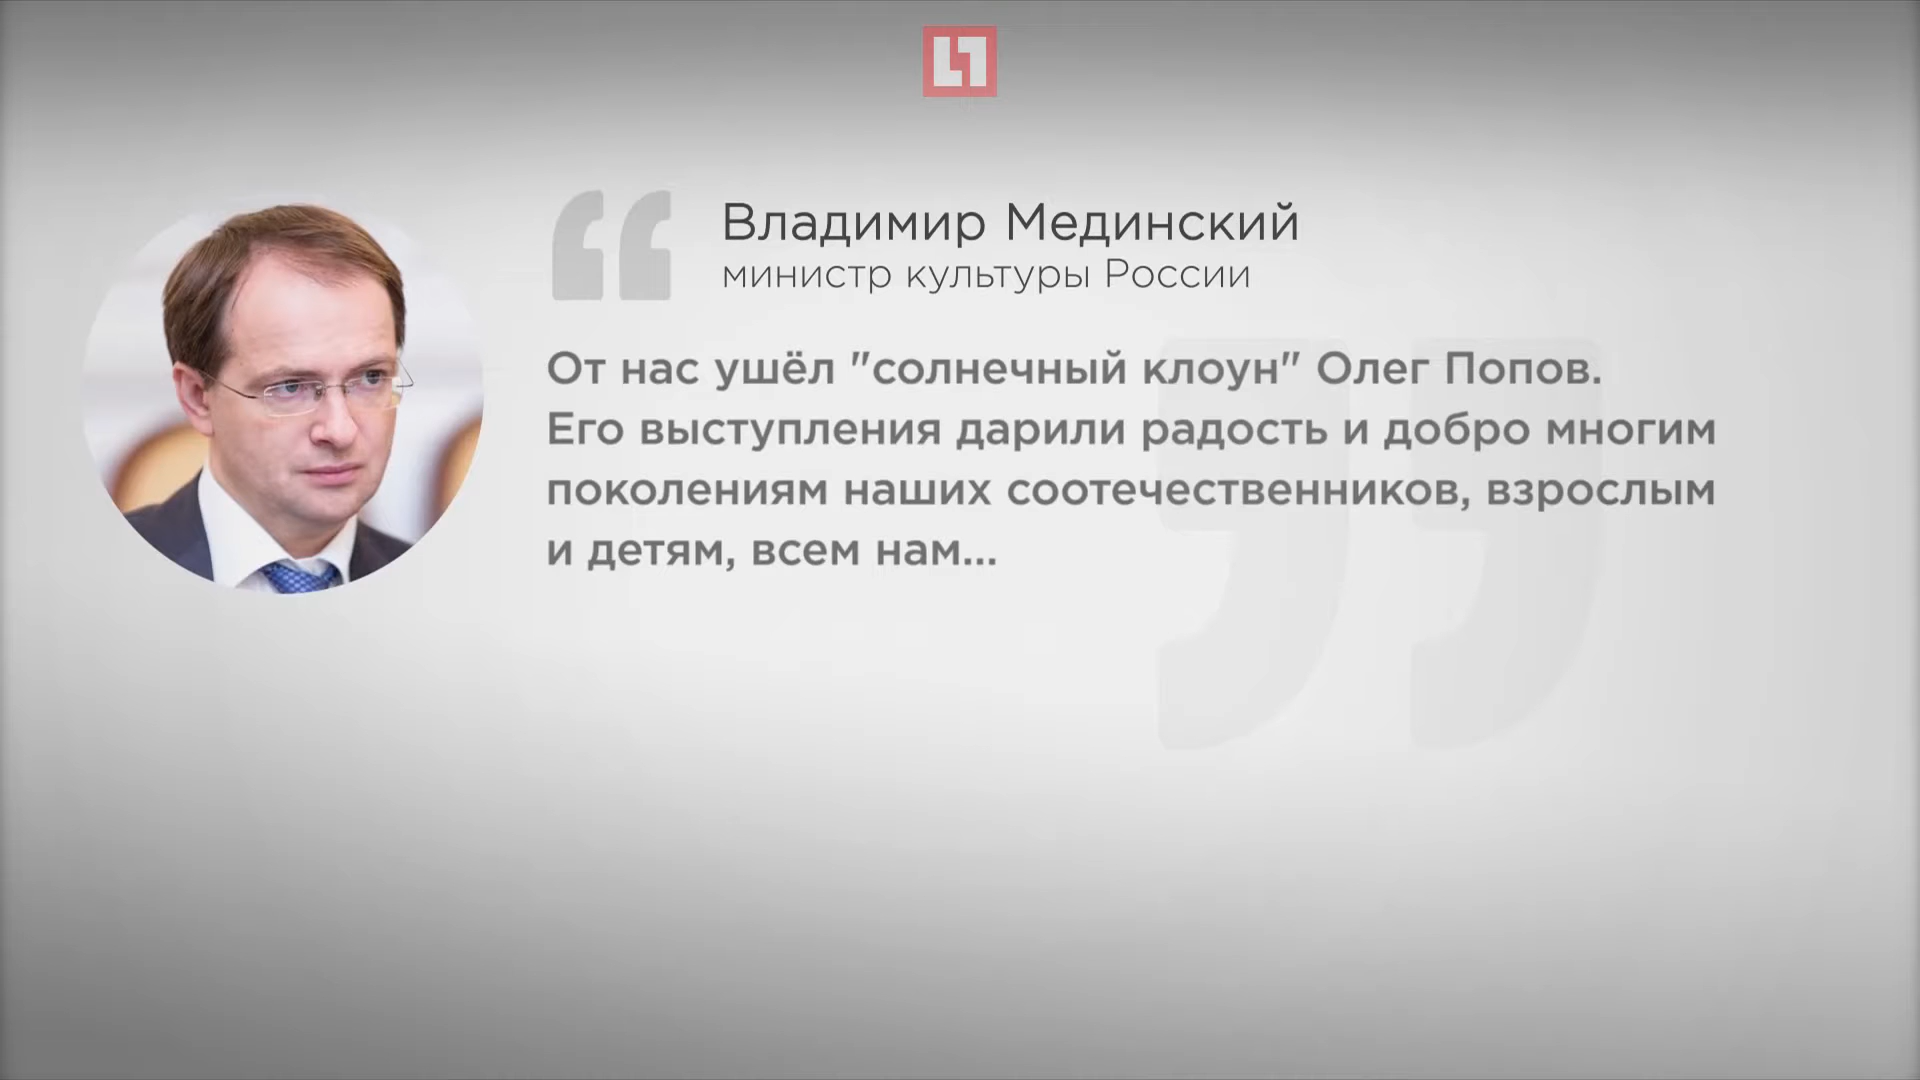 Владимир Мединский
министр культуры России
От нас ушёл "солнечный клоун" Олег Попов.
Его выступления дарили радость и добро многим
поколениям наших соотечественников, взрослым
и детям, всем нам...